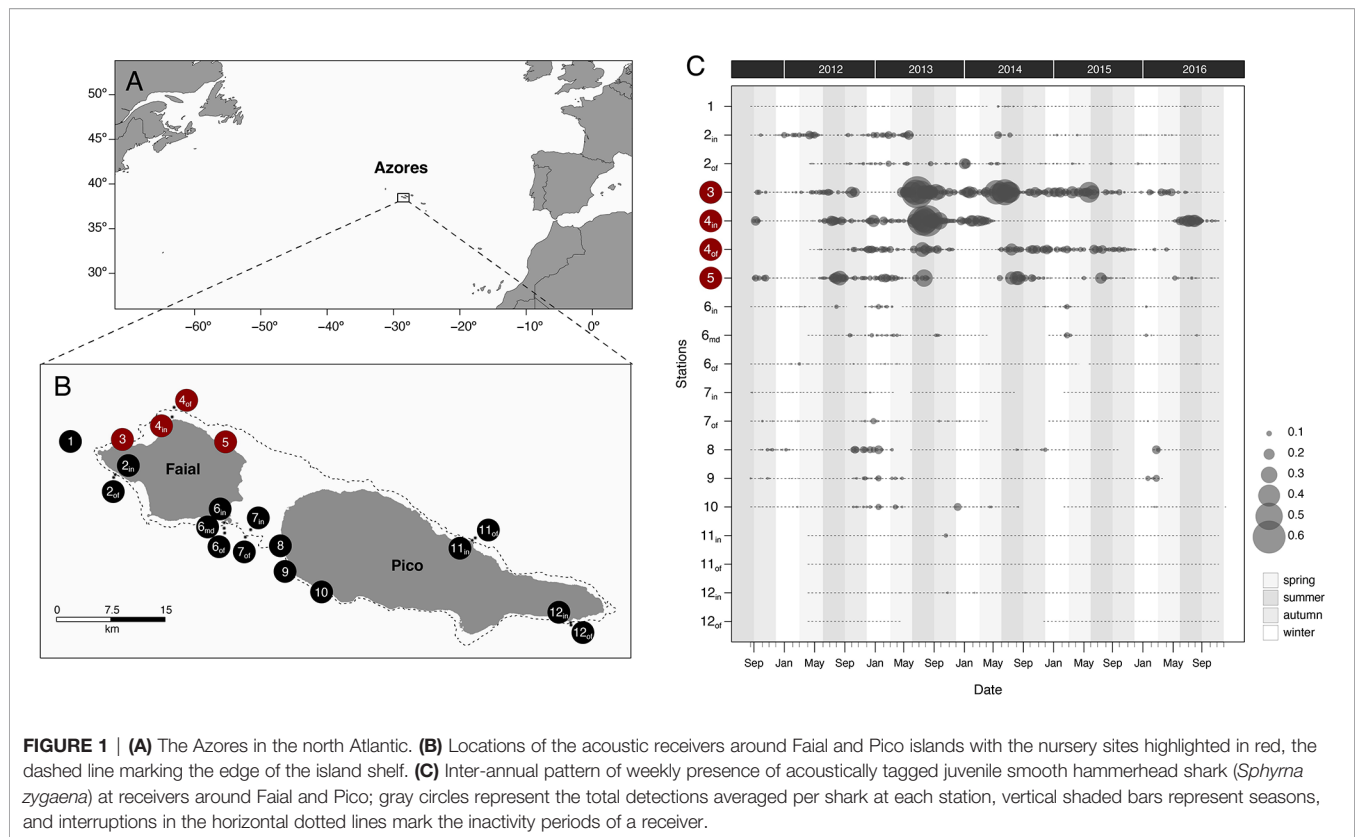 A
50°
45°
40°
35°
30°
Azores
−60° −50° −40° −30° −20° −10° 0°
B
1
2in
2of
3
4in
4of
5
Faial
6in
6md
6of
7in
7of
8
9
10
Pico
11in
11of
12in
12of
0 7.5 15
km
C
2012 2013 2014 2015 2016
Stations
1
2in
2of
3
4in
4of
5
6in
6md
6of
7in
7of
8
9
10
11in
11of
12in
12of
Sep Jan May Sep Jan May Sep Jan May Sep Jan May Sep Jan May Sep
Date
0.1
0.2
0.3
0.4
0.5
0.6
spring
summer
autumn
winter
FIGURE 1 | (A) The Azores in the north Atlantic. (B) Locations of the acoustic receivers around Faial and Pico islands with the nursery sites highlighted in red, the
dashed line marking the edge of the island shelf. (C) Inter-annual pattern of weekly presence of acoustically tagged juvenile smooth hammerhead shark (Sphyrna
zygaena) at receivers around Faial and Pico; gray circles represent the total detections averaged per shark at each station, vertical shaded bars represent seasons,
and interruptions in the horizontal dotted lines mark the inactivity periods of a receiver.